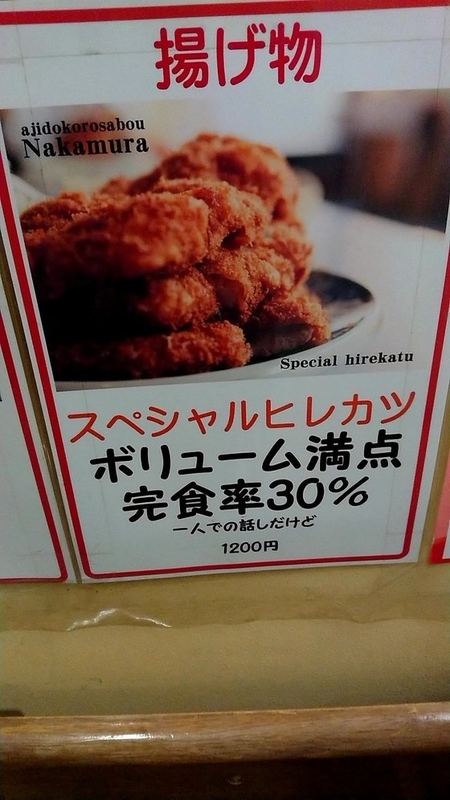 揚げ物
ajidokorosabou
Nakamura
Special hirekatu
スペシャルヒレカツ
ボリューム満点
完食率30%
一人での話しだけど
1200円